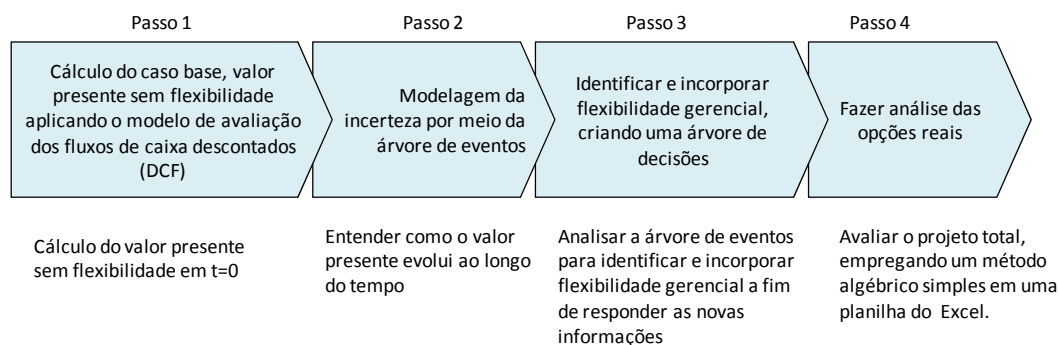 Passo 1
Passo 2
Passo 3
Passo 4
Cálculo do caso base, valor
presente sem flexibilidade
aplicando o modelo de avaliação
dos fluxos de caixa descontados
(DCF)
Modelagem da
incerteza por meio da
árvore de eventos
Identificar e incorporar
flexibilidade gerencial,
criando uma árvore de
decisões
Fazer análise das
opções reais
Cálculo do valor presente
sem flexibilidade em t=0
Entender como o valor
presente evolui ao longo
do tempo
Analisar a árvore de eventos
para identificar e incorporar
flexibilidade gerencial a fim
de responder as novas
informações
Avaliar o projeto total,
empregando um método
algébrico simples em uma
planilha do Excel.